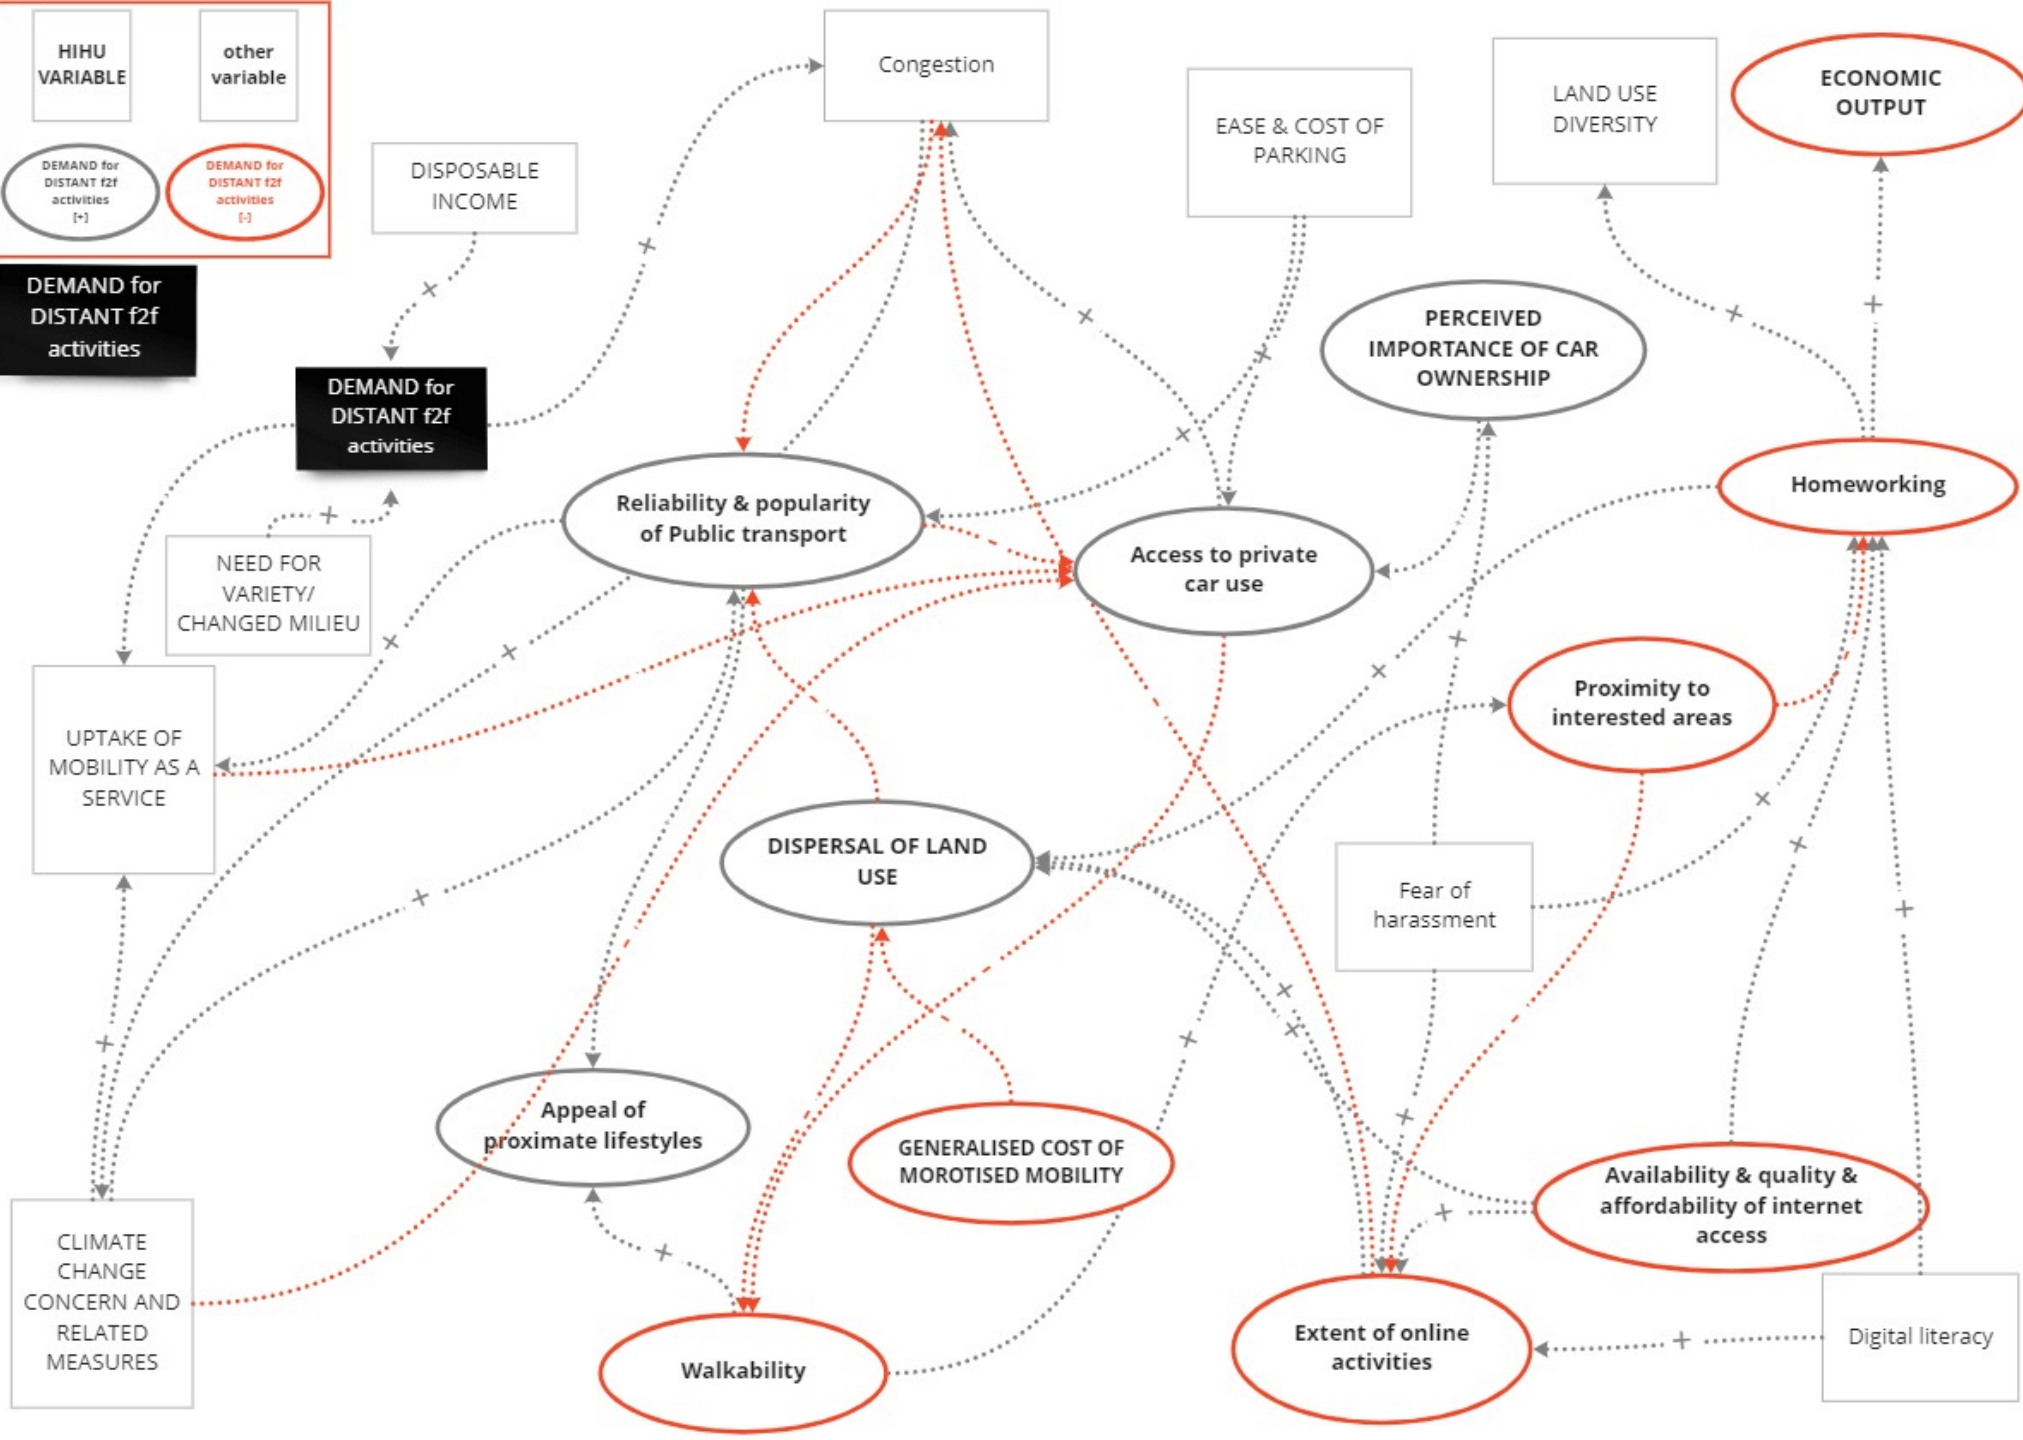 HIHU
VARIABLE
other
variable
DEMAND for
DISTANT f2f
activities
[+]
DEMAND for
DISTANT f2f
activities
[-]
DEMAND for
DISTANT f2f
activities
DISPOSABLE
INCOME
Congestion
EASE & COST OF
PARKING
LAND USE
DIVERSITY
ECONOMIC
OUTPUT
DEMAND for
DISTANT f2f
activities
PERCEIVED
IMPORTANCE OF CAR
OWNERSHIP
Reliability & popularity
of Public transport
Homeworking
NEED FOR
VARIETY/
CHANGED MILIEU
Access to private
car use
Proximity to
interested areas
UPTAKE OF
MOBILITY AS A
SERVICE
DISPERSAL OF LAND
USE
Fear of
harassment
Appeal of
proximate lifestyles
GENERALISED COST OF
MOROTISED MOBILITY
Availability & quality &
affordability of internet
access
CLIMATE
CHANGE
CONCERN AND
RELATED
MEASURES
Walkability
Extent of online
activities
Digital literacy